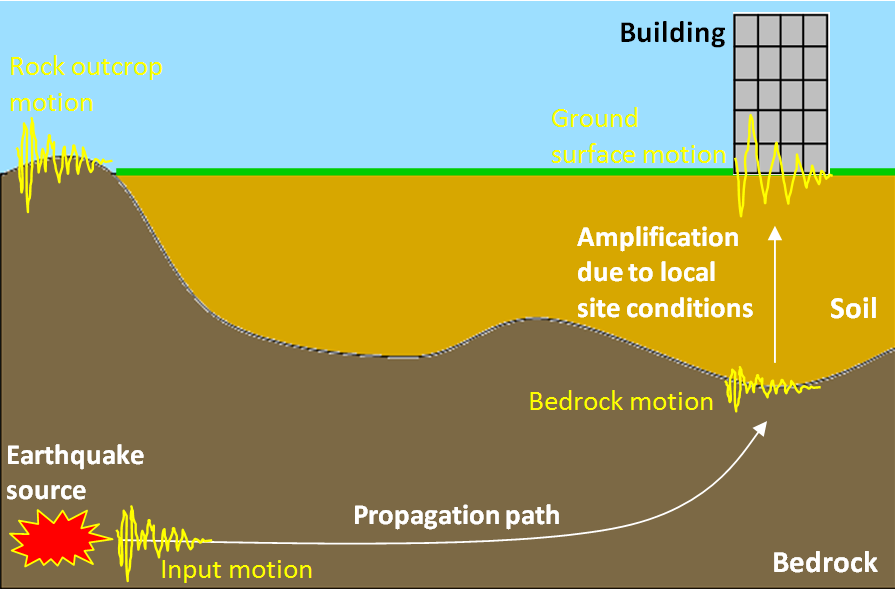 Building
Rock outcrop
motion
Ground
surface motion
Amplification
due to local
site conditions
Soil
Bedrock motion
Earthquake
source
Propagation path
Input motion
Bedrock